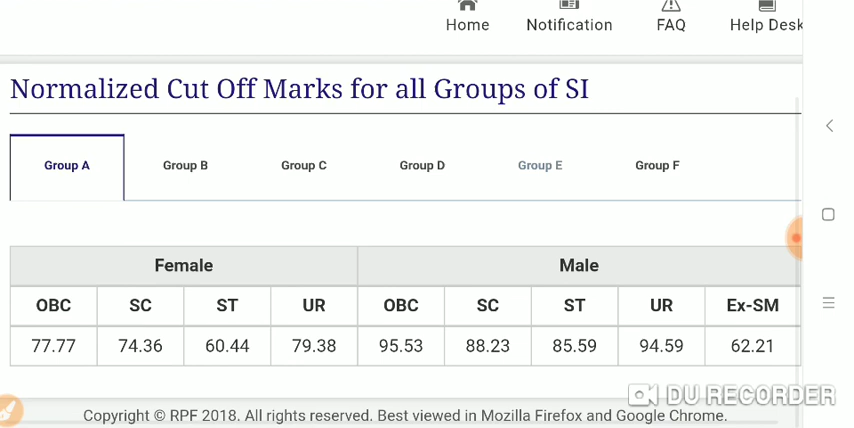 Home Notification FAQ Help Desk
Normalized Cut Off Marks for all Groups of SI
Group A Group B Group C Group D Group E Group F
Female Male
OBC SC ST UR OBC SC ST UR Ex-SM
77.77 74.36 60.44 79.38 95.53 88.23 85.59 94.59 62.21
DU RECORDER
Copyright © RPF 2018. All rights reserved. Best viewed in Mozilla Firefox and Google Chrome.